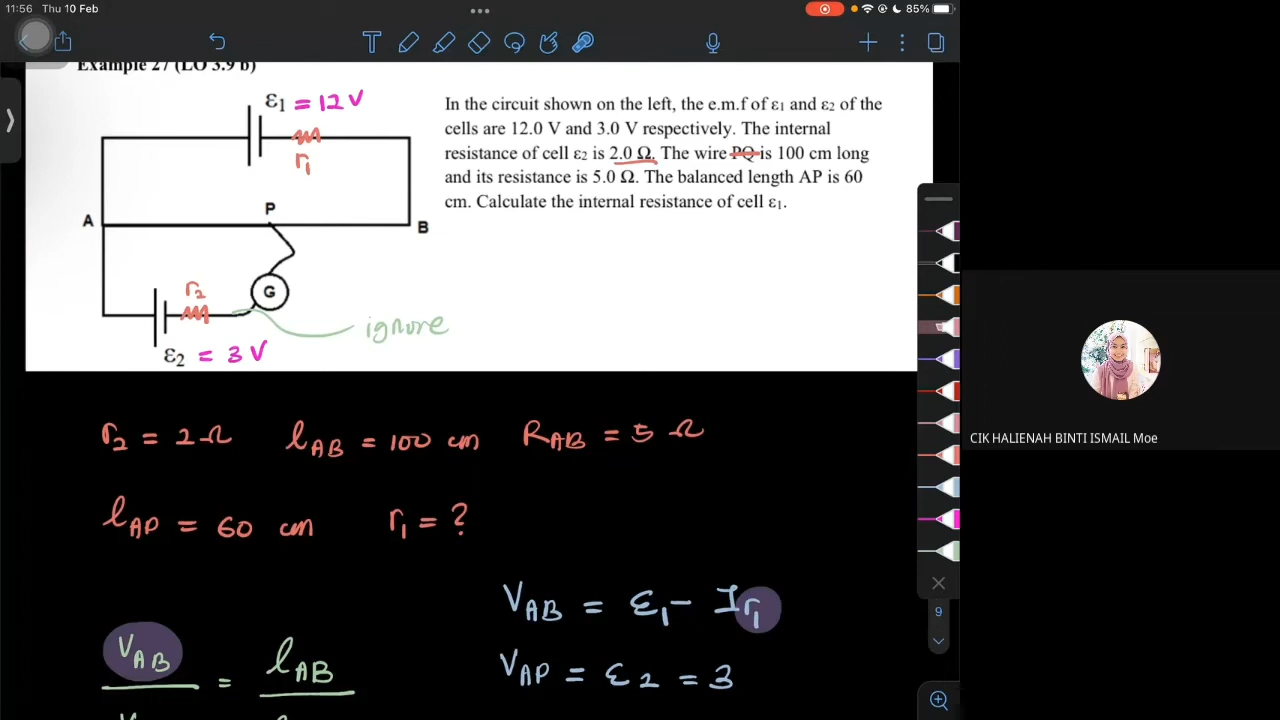 11:56 Thu 10 Feb
85%
Example 27 (LO 3.9 b)
ε1 = 12 V
r1
In the circuit shown on the left, the e.m.f of ε1 and ε2 of the
cells are 12.0 V and 3.0 V respectively. The internal
resistance of cell ε2 is 2.0 Ω. The wire PQ is 100 cm long
and its resistance is 5.0 Ω. The balanced length AP is 60
cm. Calculate the internal resistance of cell ε1.
A
P
B
r2
G
ignore
ε2 = 3 V
r2 = 2 Ω lAB = 100 cm RAB = 5 Ω
lAP = 60 cm r1 = ?
VAB = ε1 - Ir1
VAP = ε2 = 3
VAB = lAB
T
9
CIK HALIENAH BINTI ISMAIL Moe